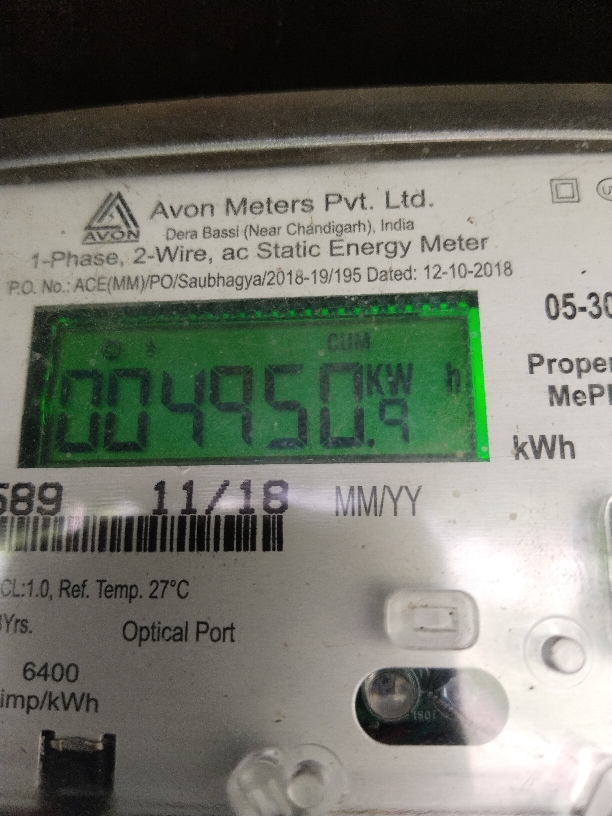 AVON
Avon Meters Pvt. Ltd.
Dera Bassi (Near Chandigarh), India
1-Phase, 2-Wire, ac Static Energy Meter
P.O. No.: ACE(MM)/PO/Saubhagya/2018-19/195 Dated: 12-10-2018
05-30
CUM
004950.9 KW h
Proper
MePD
kWh
589 11/18 MM/YY
CL:1.0, Ref. Temp. 27°C
Yrs.
Optical Port
6400
imp/kWh
1081